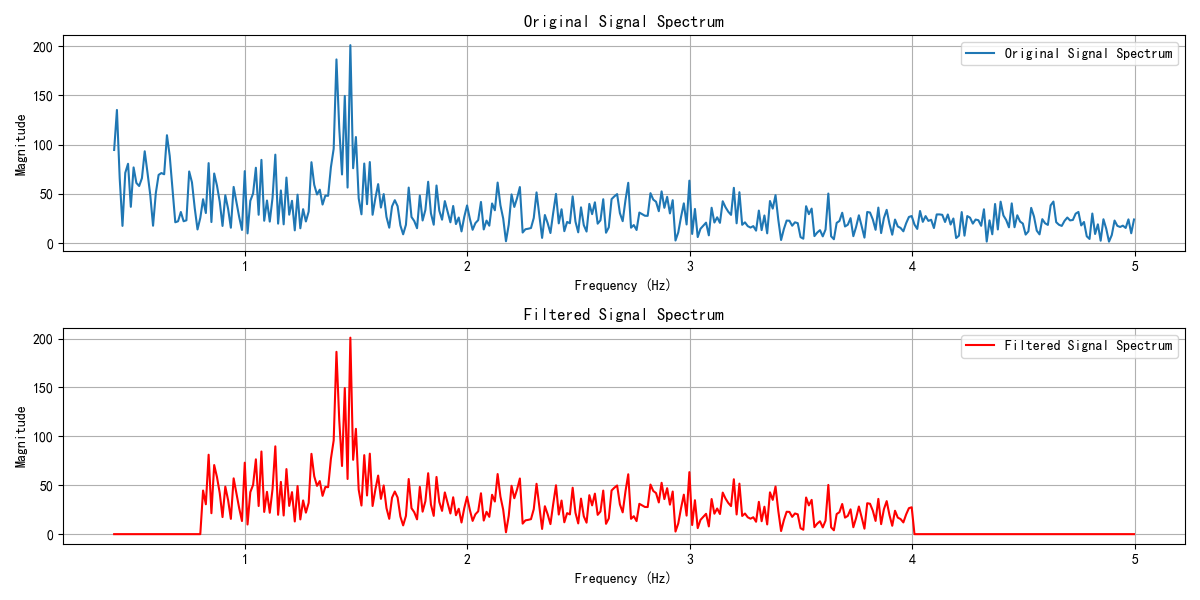 Original Signal Spectrum
Original Signal Spectrum
Magnitude
200
150
100
50
0
1
2
3
4
5
Frequency (Hz)
Filtered Signal Spectrum
Filtered Signal Spectrum
Magnitude
200
150
100
50
0
1
2
3
4
5
Frequency (Hz)